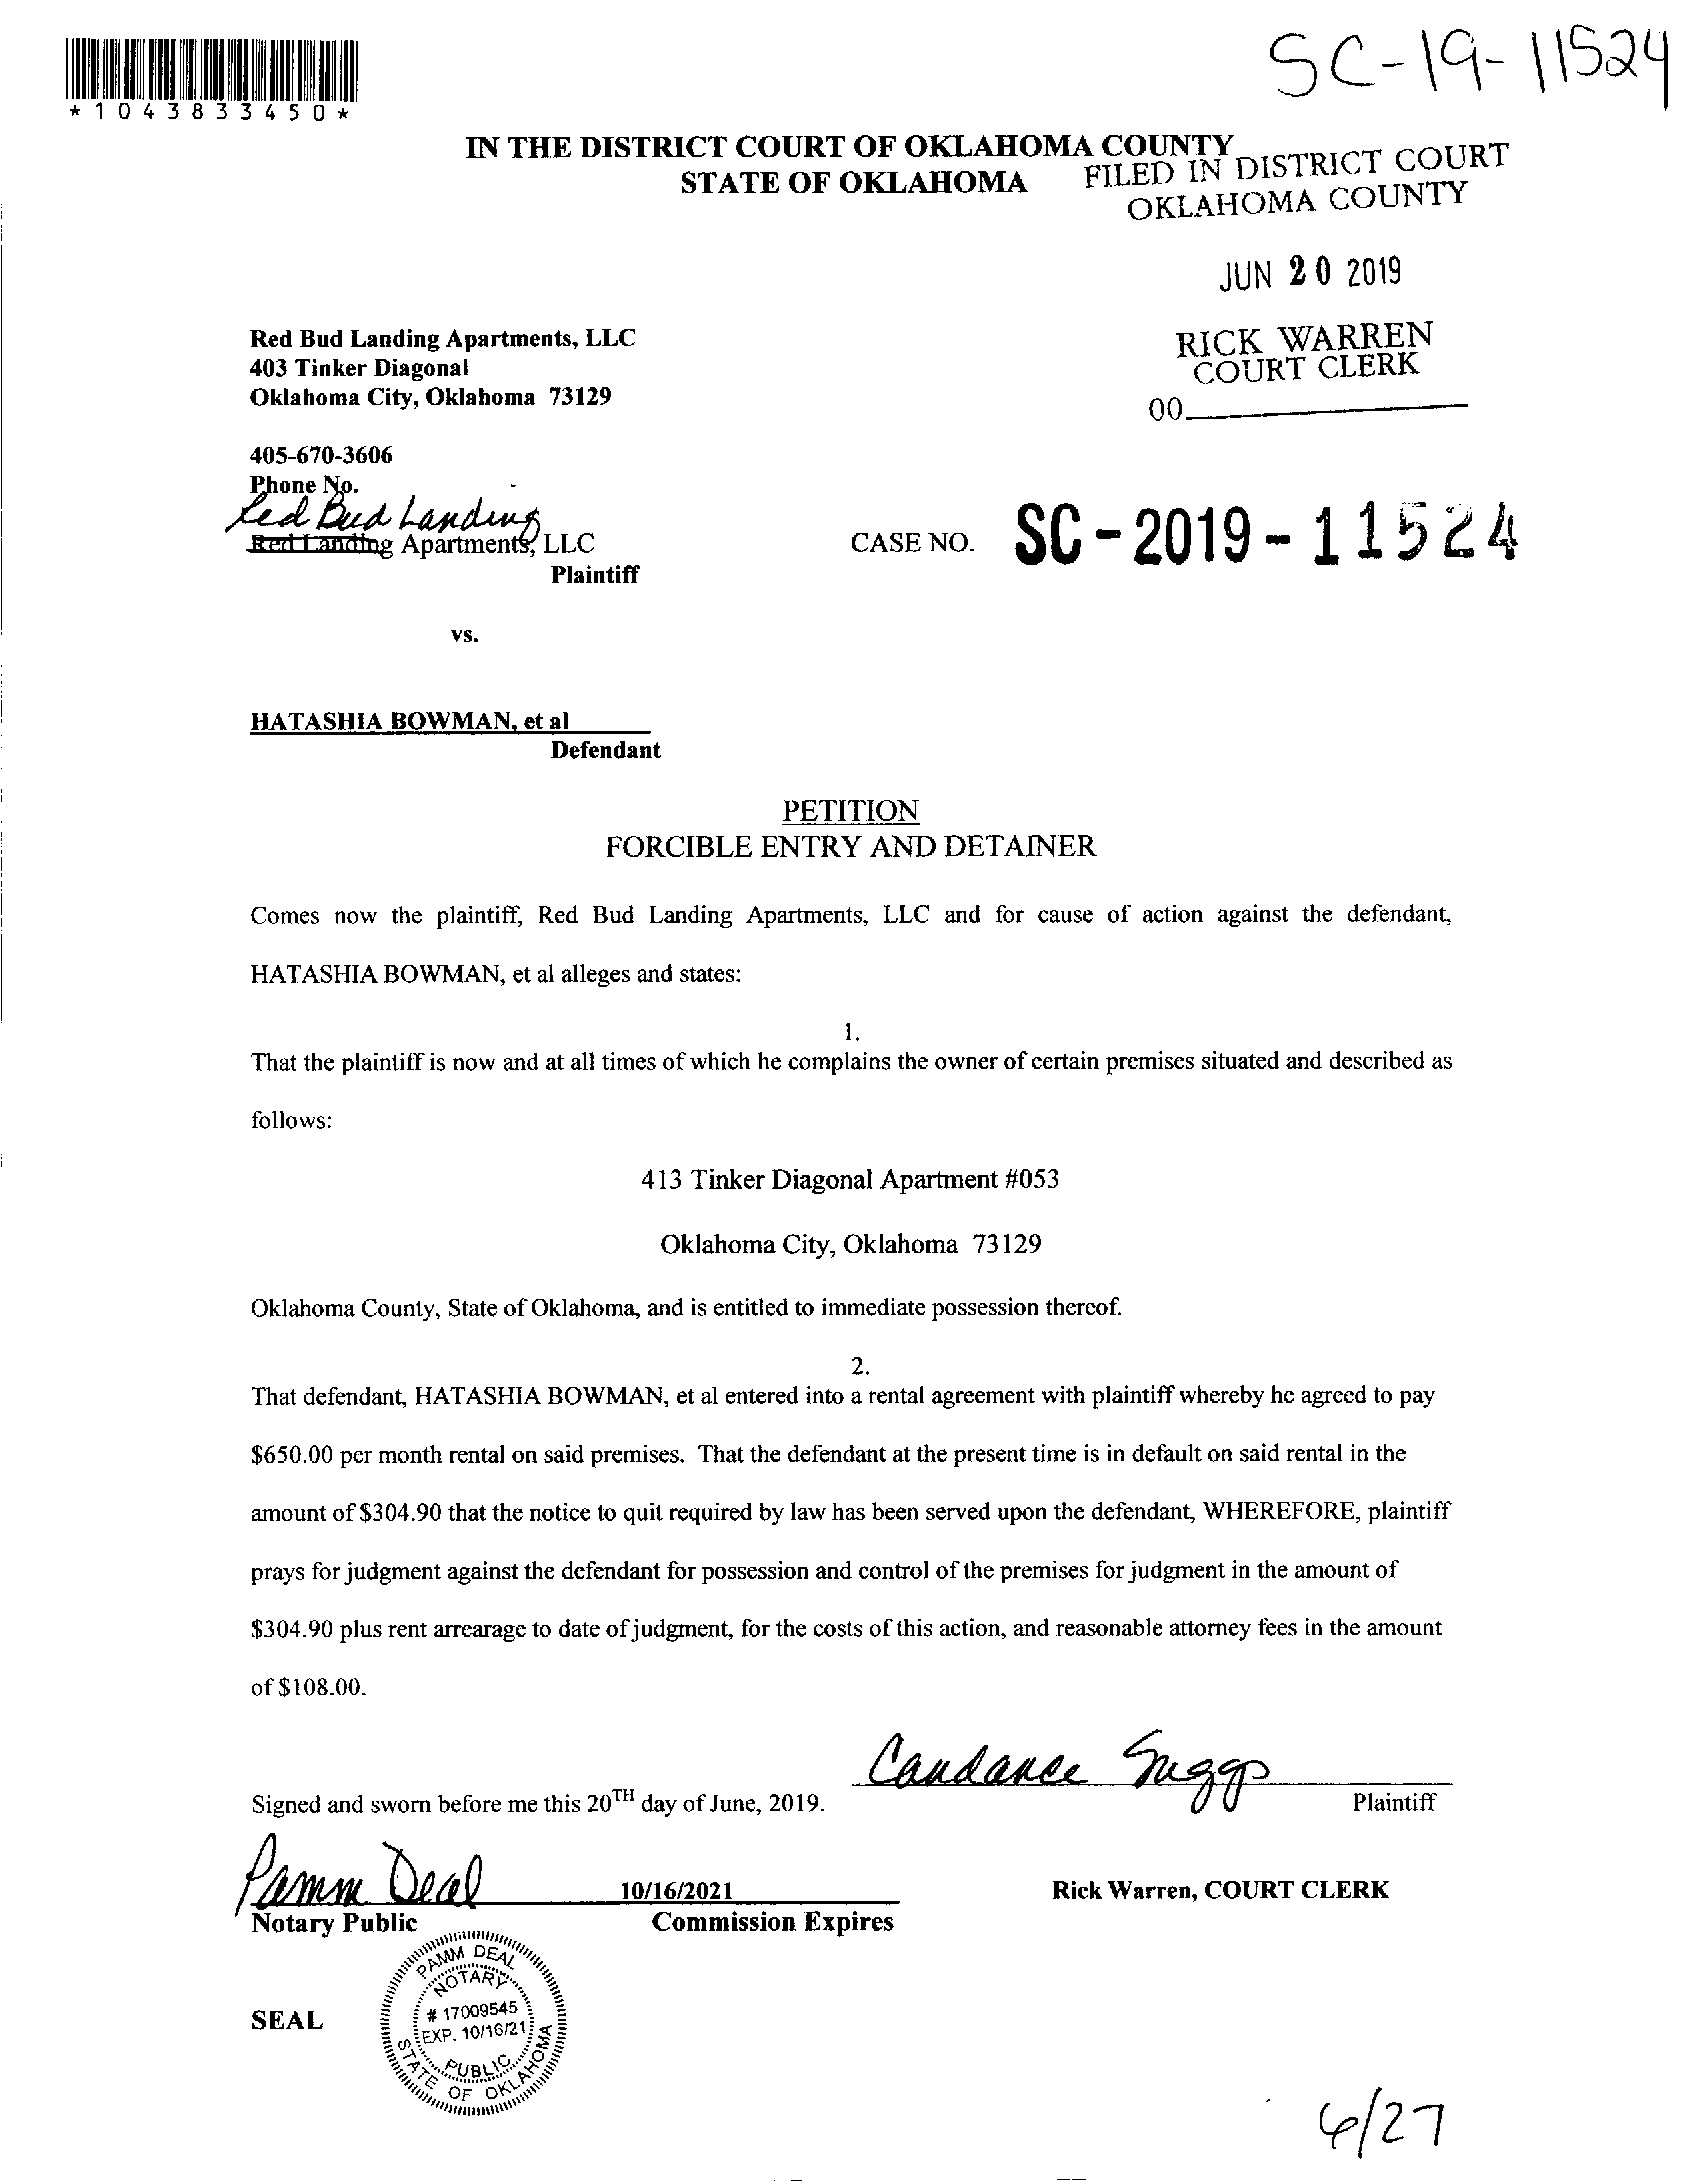 SC-19-11524
*1043833450*
IN THE DISTRICT COURT OF OKLAHOMA COUNTY
STATE OF OKLAHOMA
FILED IN DISTRICT COURT
OKLAHOMA COUNTY
JUN 20 2019
RICK WARREN
COURT CLERK
00
Red Bud Landing Apartments, LLC
403 Tinker Diagonal
Oklahoma City, Oklahoma 73129
405-670-3606
Phone No.
Red Bud Landing
Red Landing Apartments, LLC
Plaintiff
CASE NO. SC-2019-11524
vs.
HATASHIA BOWMAN, et al
Defendant
PETITION
FORCIBLE ENTRY AND DETAINER
Comes now the plaintiff, Red Bud Landing Apartments, LLC and for cause of action against the defendant,
HATASHIA BOWMAN, et al alleges and states:
1.
That the plaintiff is now and at all times of which he complains the owner of certain premises situated and described as
follows:
413 Tinker Diagonal Apartment #053
Oklahoma City, Oklahoma 73129
Oklahoma County, State of Oklahoma, and is entitled to immediate possession thereof.
2.
That defendant, HATASHIA BOWMAN, et al entered into a rental agreement with plaintiff whereby he agreed to pay
$650.00 per month rental on said premises. That the defendant at the present time is in default on said rental in the
amount of $304.90 that the notice to quit required by law has been served upon the defendant, WHEREFORE, plaintiff
prays for judgment against the defendant for possession and control of the premises for judgment in the amount of
$304.90 plus rent arrearage to date of judgment, for the costs of this action, and reasonable attorney fees in the amount
of $108.00.
Candance Suggs
Signed and sworn before me this 20TH day of June, 2019.
Plaintiff
Pamm Deal
10/16/2021
Rick Warren, COURT CLERK
Notary Public
Commission Expires
SEAL
PAMM DEAL
NOTARY
# 17009545
EXP. 10/16/21
PUBLIC
STATE OF OKLAHOMA
6/27